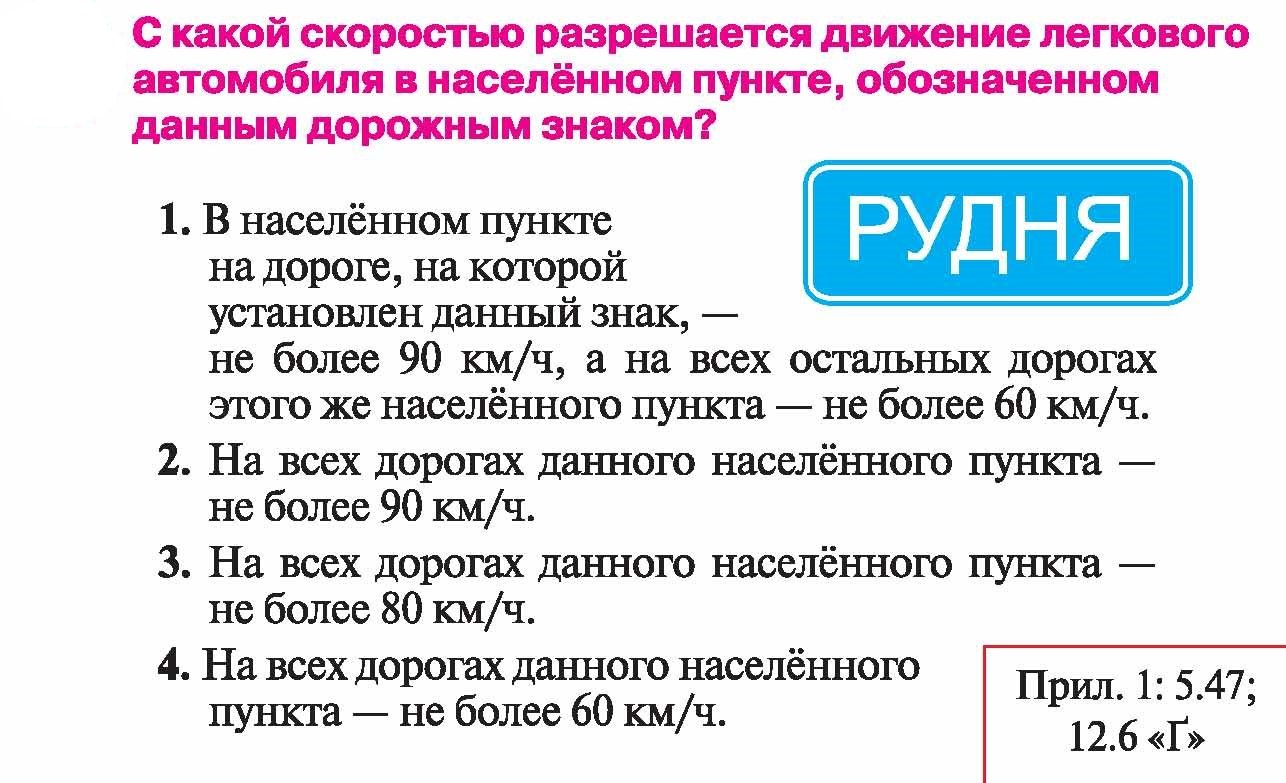 С какой скоростью разрешается движение легкового
автомобиля в населённом пункте, обозначенном
данным дорожным знаком?
РУДНЯ
1. В населённом пункте
на дороге, на которой
установлен данный знак, —
не более 90 км/ч, а на всех остальных дорогах
этого же населённого пункта — не более 60 км/ч.
2. На всех дорогах данного населённого пункта —
не более 90 км/ч.
3. На всех дорогах данного населённого пункта —
не более 80 км/ч.
4. На всех дорогах данного населённого
пункта — не более 60 км/ч.
Прил. 1: 5.47;
12.6 «Ґ»